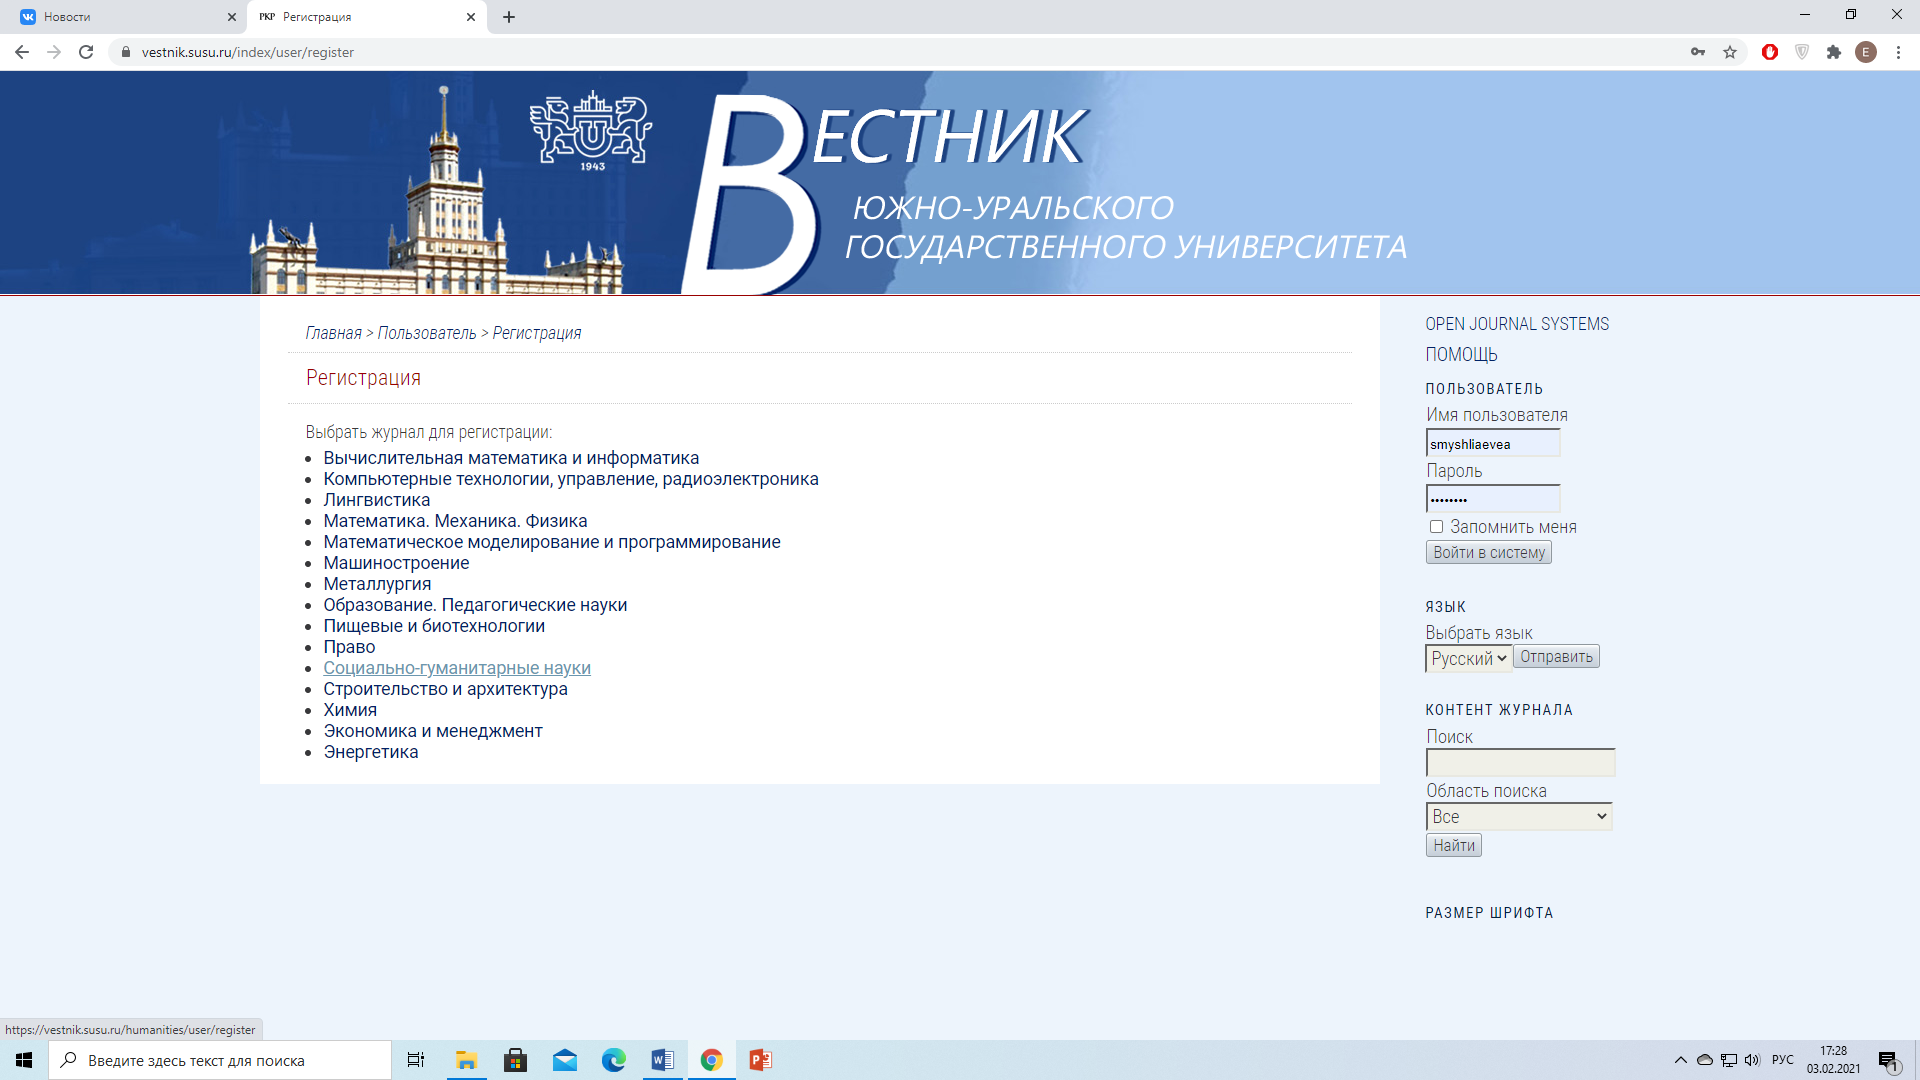 Новости
PKP Регистрация
vestnik.susu.ru/index/user/register
E
1943
ВЕСТНИК
ЮЖНО-УРАЛЬСКОГО
ГОСУДАРСТВЕННОГО УНИВЕРСИТЕТА
Главная > Пользователь > Регистрация
Регистрация
Выбрать журнал для регистрации:
Вычислительная математика и информатика
Компьютерные технологии, управление, радиоэлектроника
Лингвистика
Математика. Механика. Физика
Математическое моделирование и программирование
Машиностроение
Металлургия
Образование. Педагогические науки
Пищевые и биотехнологии
Право
Социально-гуманитарные науки
Строительство и архитектура
Химия
Экономика и менеджмент
Энергетика
OPEN JOURNAL SYSTEMS
ПОМОЩЬ
ПОЛЬЗОВАТЕЛЬ
Имя пользователя
smyshliaevea
Пароль
••••••••
Запомнить меня
Войти в систему
ЯЗЫК
Выбрать язык
Русский Отправить
КОНТЕНТ ЖУРНАЛА
Поиск
Область поиска
Все
Найти
РАЗМЕР ШРИФТА
https://vestnik.susu.ru/humanities/user/register
Введите здесь текст для поиска
РУС
17:28
03.02.2021
1